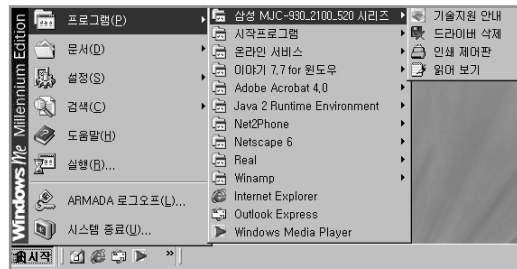 Windows Me Millennium Edition
프로그램(P)
문서(D)
설정(S)
검색(C)
도움말(H)
실행(R)...
ARMADA 로그오프(L)...
시스템 종료(U)...
시작
»
삼성 MJC-930_2100_520 시리즈
시작프로그램
온라인 서비스
이야기 7.7 for 윈도우
Adobe Acrobat 4.0
Java 2 Runtime Environment
Net2Phone
Netscape 6
Real
Winamp
Internet Explorer
Outlook Express
Windows Media Player
기술지원 안내
드라이버 삭제
인쇄 제어판
읽어 보기